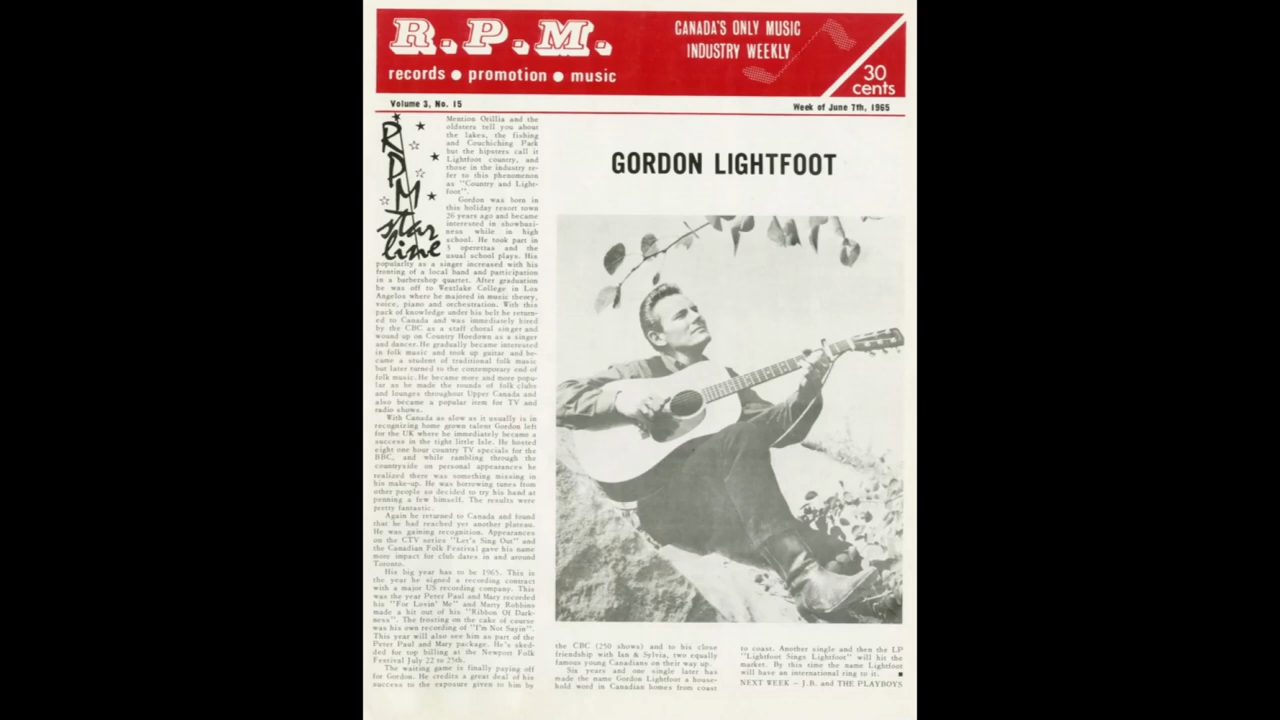 R.P.M.
records ● promotion ● music
CANADA'S ONLY MUSIC
INDUSTRY WEEKLY
30
cents
Volume 3, No. 15
Week of June 7th, 1965
RPM
star
line
Mention Orillia and the
oldsters tell you about
the lakes, the fishing
and Couchiching Park
but the hipsters call it
Lightfoot country, and
those in the industry re-
fer to this phenomenon
as "Country and Light-
foot".
Gordon was born in
this holiday resort town
26 years ago and became
interested in showbusi-
ness while in high
school. He took part in
3 operettas and the
usual school plays. His
popularity as a singer increased with his
fronting of a local band and participation
in a barbershop quartet. After graduation
he was off to Westlake College in Los
Angelos where he majored in music theory,
voice, piano and orchestration. With this
pack of knowledge under his belt he return-
ed to Canada and was immediately hired
by the CBC as a staff choral singer and
wound up on Country Hoedown as a singer
and dancer. He gradually became interested
in folk music and took up guitar and be-
came a student of traditional folk music
but later turned to the contemporary end of
folk music. He became more and more popu-
lar as he made the rounds of folk clubs
and lounges throughout Upper Canada and
also became a popular item for TV and
radio shows.
With Canada as slow as it usually is in
recognizing home grown talent Gordon left
for the UK where he immediately became a
success in the tight little Isle. He hosted
eight one hour country TV specials for the
BBC, and while rambling through the
countryside on personal appearances he
realized there was something missing in
his make-up. He was borrowing tunes from
other people so decided to try his hand at
penning a few himself. The results were
pretty fantastic.
Again he returned to Canada and found
that he had reached yet another plateau.
He was gaining recognition. Appearances
on the CTV series "Let's Sing Out" and
the Canadian Folk Festival gave his name
more impact for club dates in and around
Toronto.
His big year has to be 1965. This is
the year he signed a recording contract
with a major US recording company. This
was the year Peter Paul and Mary recorded
his "For Lovin' Me" and Marty Robbins
made a hit out of his "Ribbon Of Dark-
ness". The frosting on the cake of course
was his own recording of "I'm Not Sayin'".
This year will also see him as part of the
Peter Paul and Mary package. He's sked-
ded for top billing at the Newport Folk
Festival July 22 to 25th.
The waiting game is finally paying off
for Gordon. He credits a great deal of his
success to the exposure given to him by
GORDON LIGHTFOOT
the CBC (250 shows) and to his close
friendship with Ian & Sylvia, two equally
famous young Canadians on their way up.
Six years and one single later has
made the name Gordon Lightfoot a house-
hold word in Canadian homes from coast
to coast. Another single and then the LP
"Lightfoot Sings Lightfoot" will hit the
market. By this time the name Lightfoot
will have an international ring to it. ■
NEXT WEEK – J.B. and THE PLAYBOYS